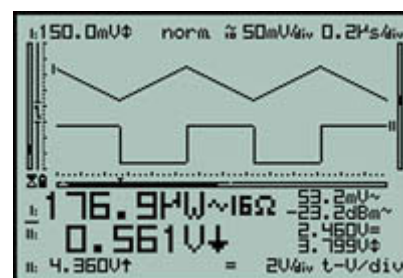 I: 150.0mV⇕ norm ≂ 50mV/div 0.2µs/div
I
II
I: 176.9µW~16Ω 53.2mV~
-23.2dBm~
II: 0.561V↓ 2.460V=
3.799V⇕
II: 4.360V↑ = 2V/div t-U/div